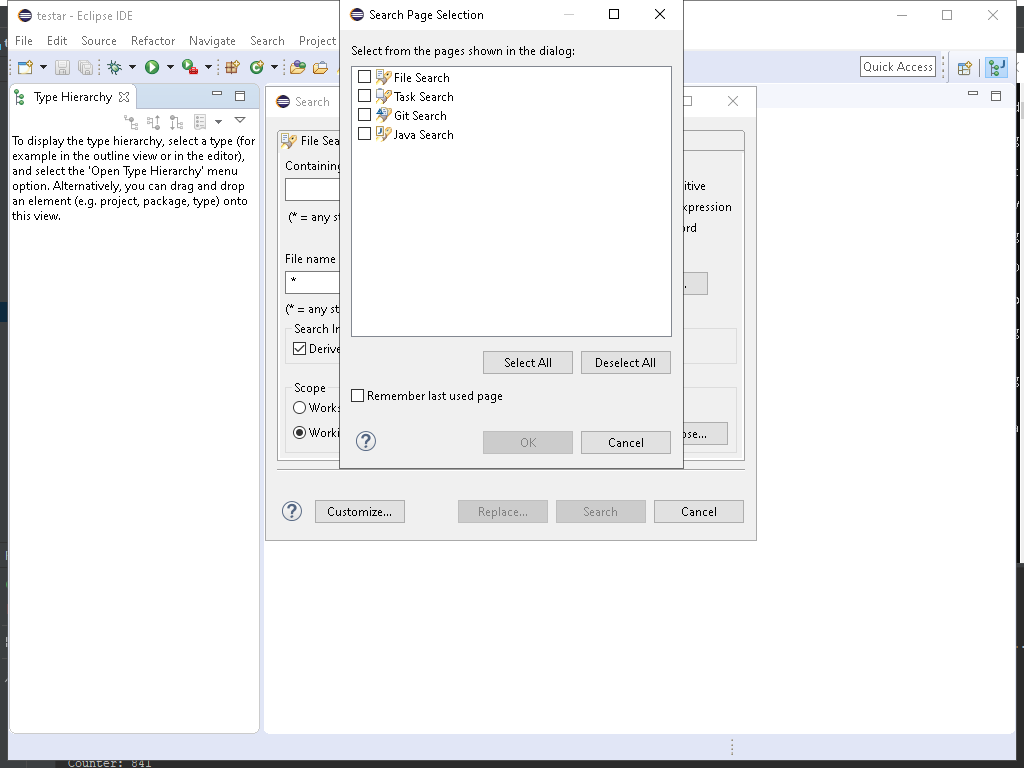 testar - Eclipse IDE
File Edit Source Refactor Navigate Search Project
Quick Access
Type Hierarchy
To display the type hierarchy, select a type (for
example in the outline view or in the editor),
and select the 'Open Type Hierarchy' menu
option. Alternatively, you can drag and drop
an element (e.g. project, package, type) onto
this view.
Search
File Sea
Containing
(* = any st
File name
*
(* = any st
Search In
Derive
Scope
Works
Worki
itive
xpression
ord
ose...
?
Customize...
Replace...
Search
Cancel
Search Page Selection
Select from the pages shown in the dialog:
File Search
Task Search
Git Search
Java Search
Select All
Deselect All
Remember last used page
?
OK
Cancel
Counter: 841